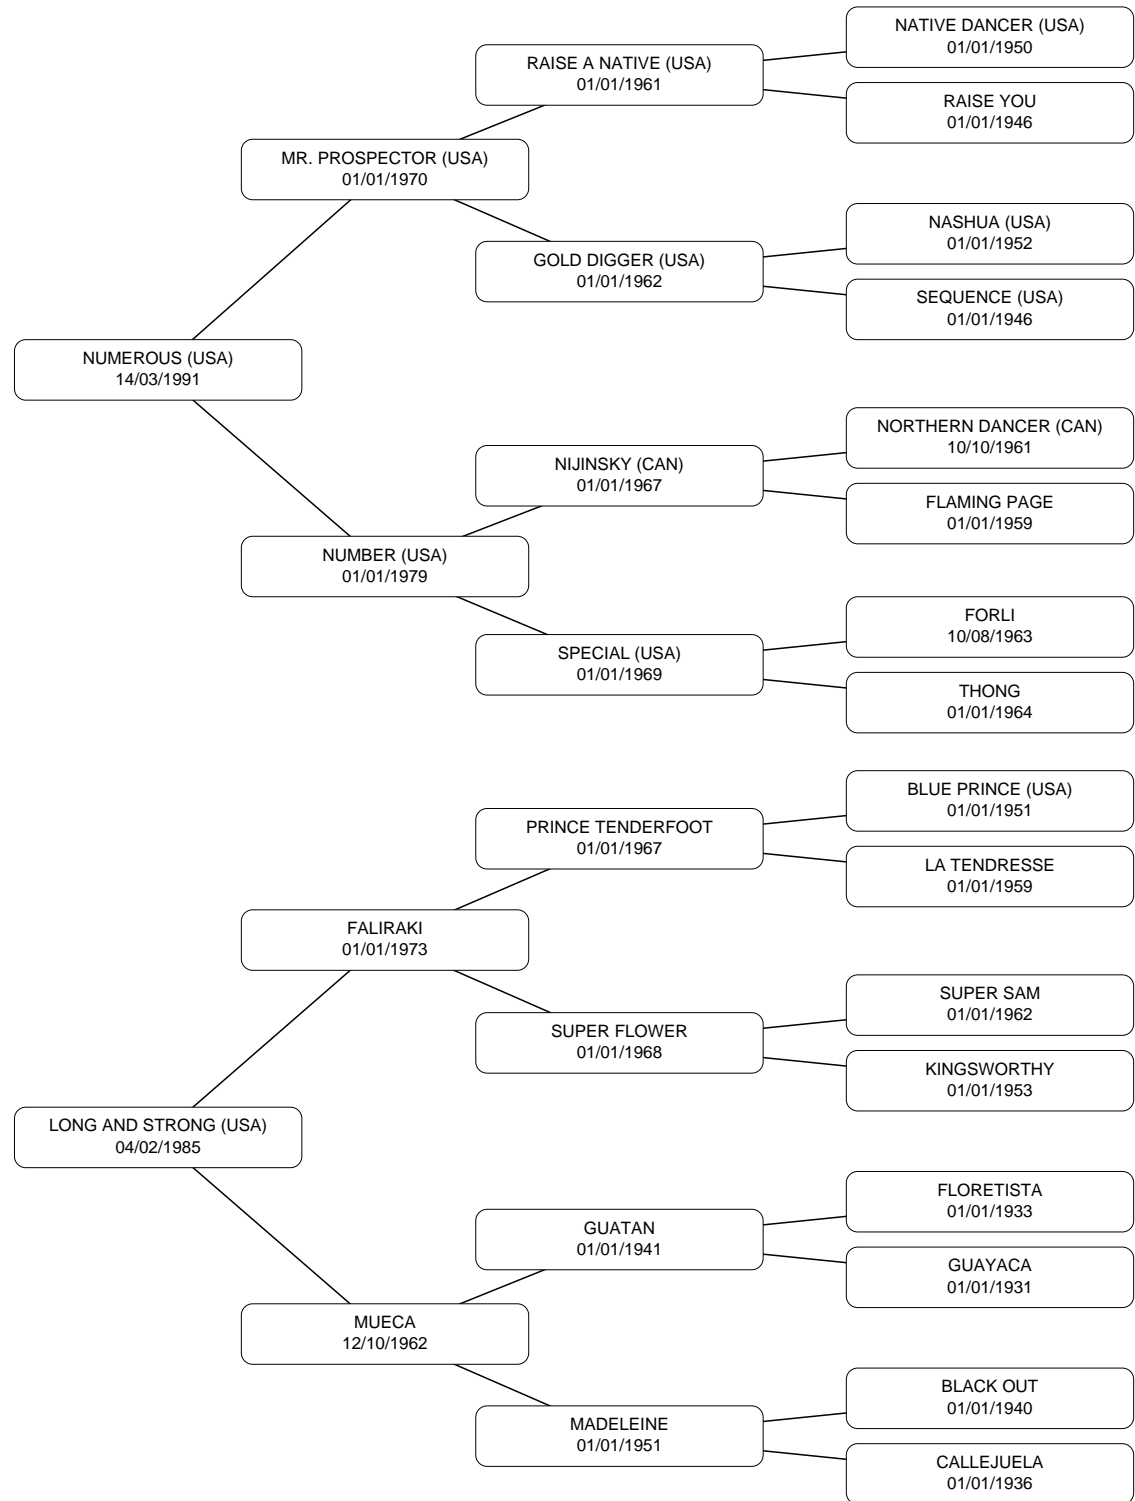 NATIVE DANCER (USA)
01/01/1950
RAISE A NATIVE (USA)
01/01/1961
RAISE YOU
01/01/1946
MR. PROSPECTOR (USA)
01/01/1970
NASHUA (USA)
01/01/1952
GOLD DIGGER (USA)
01/01/1962
SEQUENCE (USA)
01/01/1946
NUMEROUS (USA)
14/03/1991
NORTHERN DANCER (CAN)
10/10/1961
NIJINSKY (CAN)
01/01/1967
FLAMING PAGE
01/01/1959
NUMBER (USA)
01/01/1979
FORLI
10/08/1963
SPECIAL (USA)
01/01/1969
THONG
01/01/1964
BLUE PRINCE (USA)
01/01/1951
PRINCE TENDERFOOT
01/01/1967
LA TENDRESSE
01/01/1959
FALIRAKI
01/01/1973
SUPER SAM
01/01/1962
SUPER FLOWER
01/01/1968
KINGSWORTHY
01/01/1953
LONG AND STRONG (USA)
04/02/1985
FLORETISTA
01/01/1933
GUATAN
01/01/1941
GUAYACA
01/01/1931
MUECA
12/10/1962
BLACK OUT
01/01/1940
MADELEINE
01/01/1951
CALLEJUELA
01/01/1936